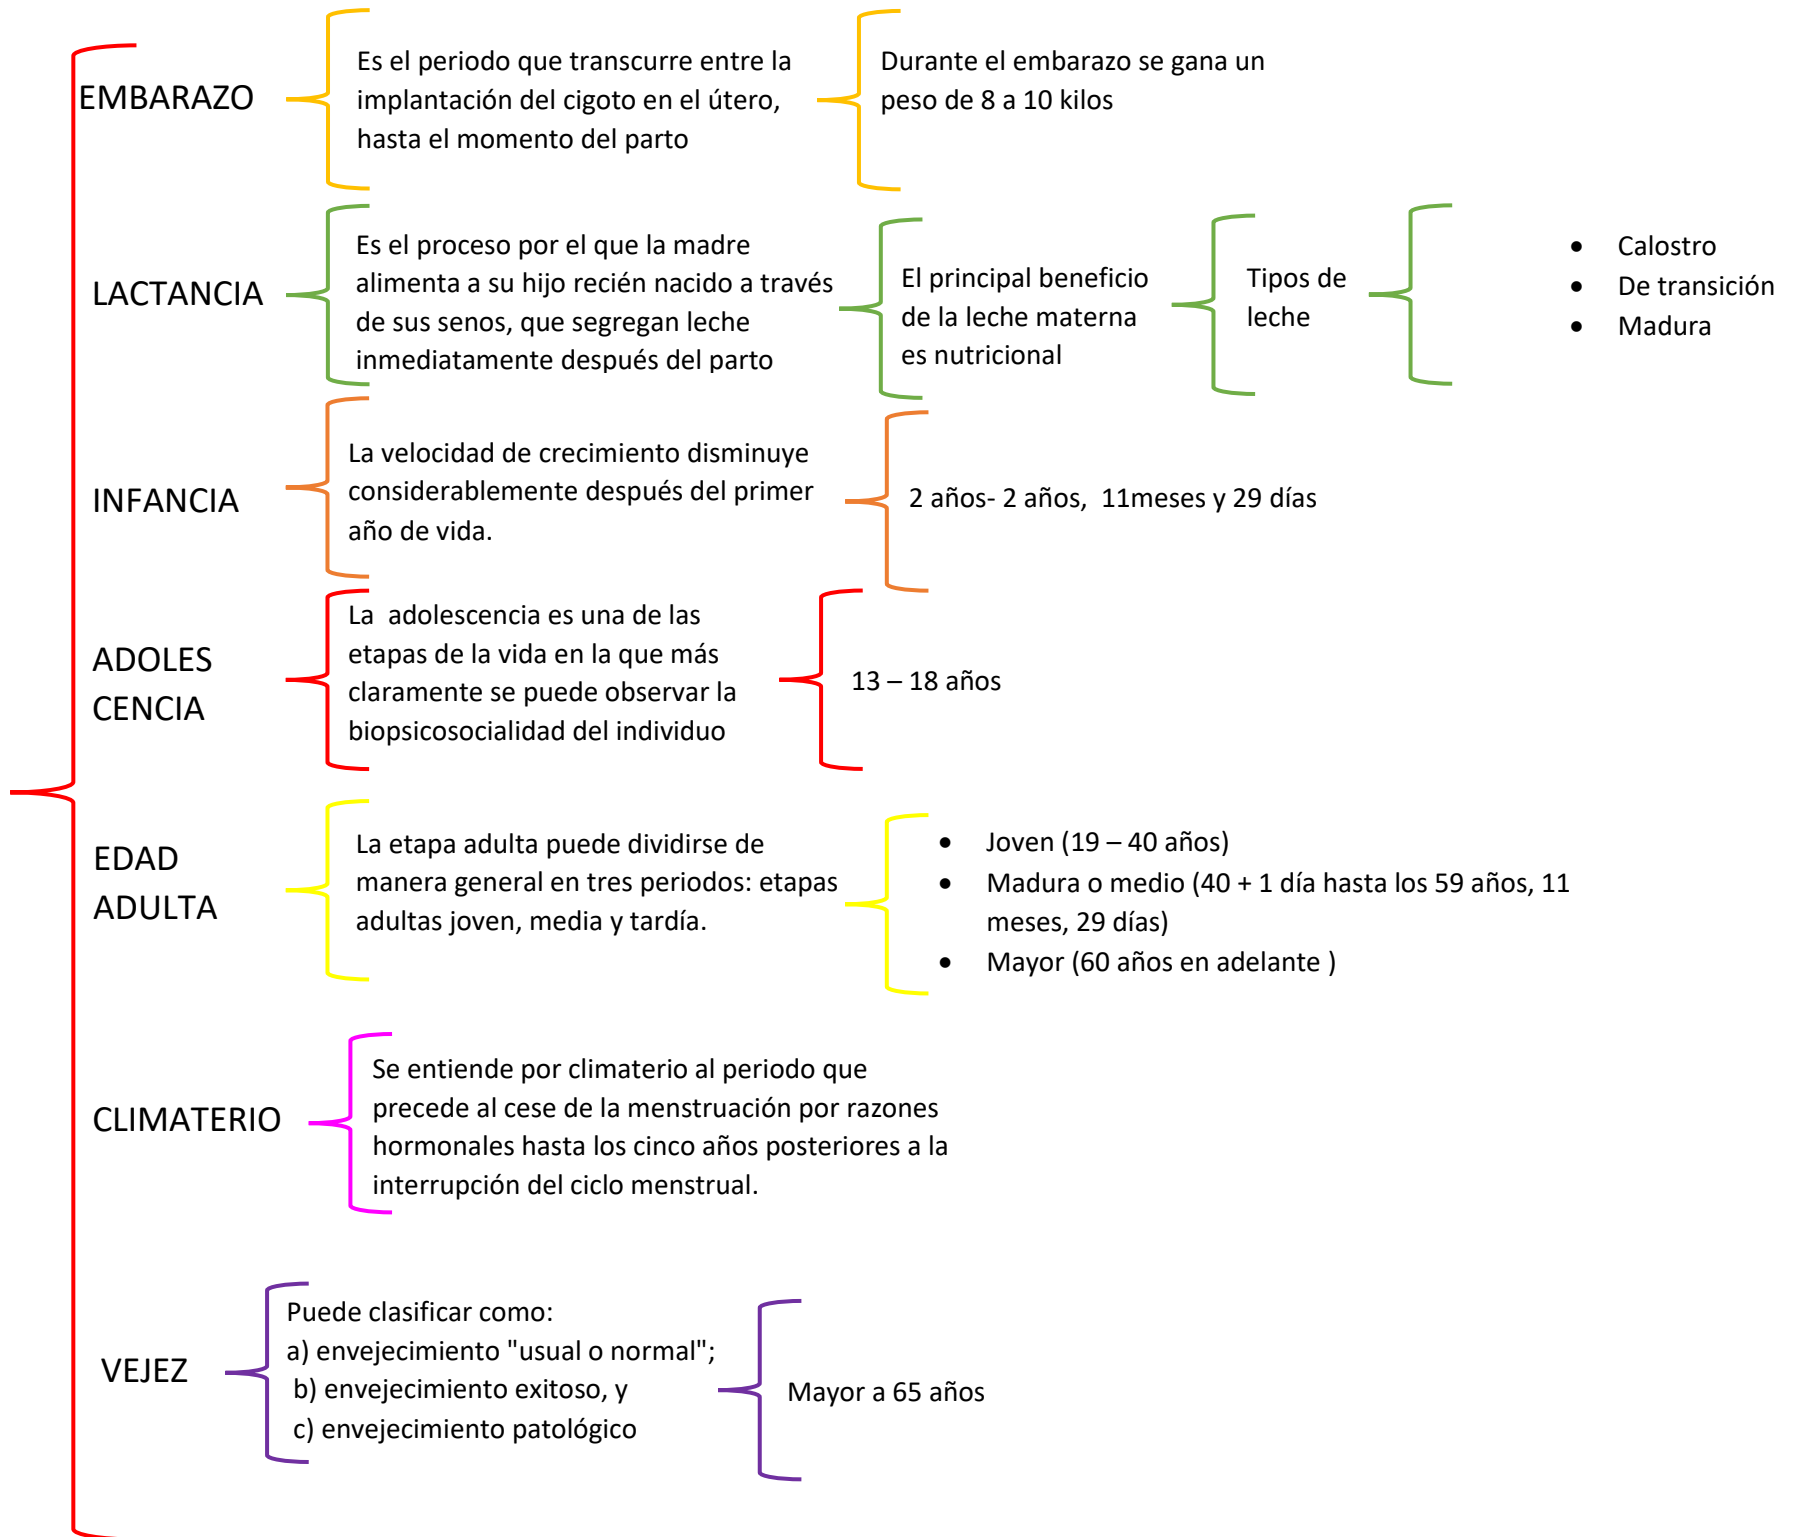 EMBARAZO
Es el periodo que transcurre entre la
implantación del cigoto en el útero,
hasta el momento del parto
Durante el embarazo se gana un
peso de 8 a 10 kilos
LACTANCIA
Es el proceso por el que la madre
alimenta a su hijo recién nacido a través
de sus senos, que segregan leche
inmediatamente después del parto
El principal beneficio
de la leche materna
es nutricional
Tipos de
leche
• Calostro
• De transición
• Madura
INFANCIA
La velocidad de crecimiento disminuye
considerablemente después del primer
año de vida.
2 años- 2 años, 11meses y 29 días
ADOLES
CENCIA
La adolescencia es una de las
etapas de la vida en la que más
claramente se puede observar la
biopsicosocialidad del individuo
13 – 18 años
EDAD
ADULTA
La etapa adulta puede dividirse de
manera general en tres periodos: etapas
adultas joven, media y tardía.
• Joven (19 – 40 años)
• Madura o medio (40 + 1 día hasta los 59 años, 11
meses, 29 días)
• Mayor (60 años en adelante )
CLIMATERIO
Se entiende por climaterio al periodo que
precede al cese de la menstruación por razones
hormonales hasta los cinco años posteriores a la
interrupción del ciclo menstrual.
VEJEZ
Puede clasificar como:
a) envejecimiento "usual o normal";
b) envejecimiento exitoso, y
c) envejecimiento patológico
Mayor a 65 años